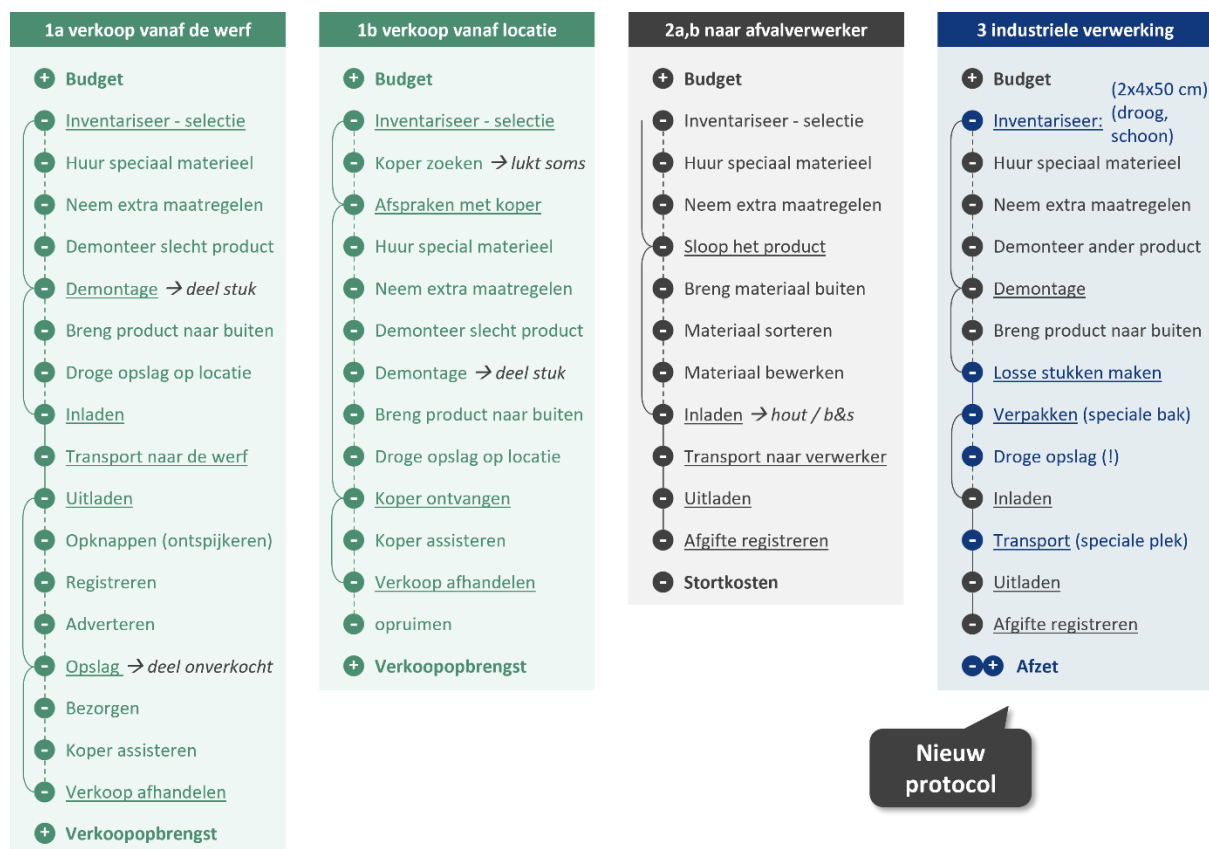 1a verkoop vanaf de werf
Budget
Inventariseer - selectie
Huur speciaal materieel
Neem extra maatregelen
Demonteer slecht product
Demontage → deel stuk
Breng product naar buiten
Droge opslag op locatie
Inladen
Transport naar de werf
Uitladen
Opknappen (ontspijkeren)
Registreren
Adverteren
Opslag → deel onverkocht
Bezorgen
Koper assisteren
Verkoop afhandelen
Verkoopopbrengst
1b verkoop vanaf locatie
Budget
Inventariseer - selectie
Koper zoeken → lukt soms
Afspraken met koper
Huur special materieel
Neem extra maatregelen
Demonteer slecht product
Demontage → deel stuk
Breng product naar buiten
Droge opslag op locatie
Koper ontvangen
Koper assisteren
Verkoop afhandelen
opruimen
Verkoopopbrengst
2a,b naar afvalverwerker
Budget
Inventariseer - selectie
Huur speciaal materieel
Neem extra maatregelen
Sloop het product
Breng materiaal buiten
Materiaal sorteren
Materiaal bewerken
Inladen → hout / b&s
Transport naar verwerker
Uitladen
Afgifte registreren
Stortkosten
3 industriele verwerking
Budget
Inventariseer:
(2x4x50 cm)
(droog,
schoon)
Huur speciaal materieel
Neem extra maatregelen
Demonteer ander product
Demontage
Breng product naar buiten
Losse stukken maken
Verpakken (speciale bak)
Droge opslag (!)
Inladen
Transport (speciale plek)
Uitladen
Afgifte registreren
Afzet
Nieuw
protocol